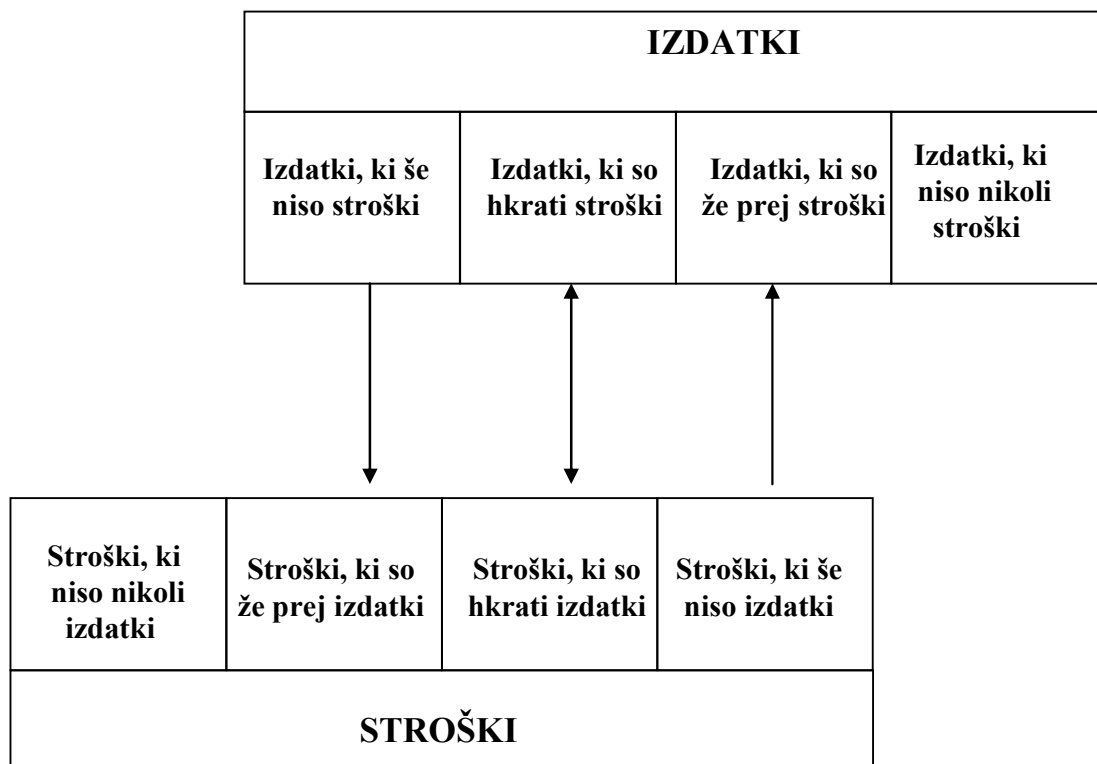 IZDATKI
Izdatki, ki še
niso stroški
Izdatki, ki so
hkrati stroški
Izdatki, ki so
že prej stroški
Izdatki, ki
niso nikoli
stroški
Stroški, ki
niso nikoli
izdatki
Stroški, ki so
že prej izdatki
Stroški, ki so
hkrati izdatki
Stroški, ki še
niso izdatki
STROŠKI